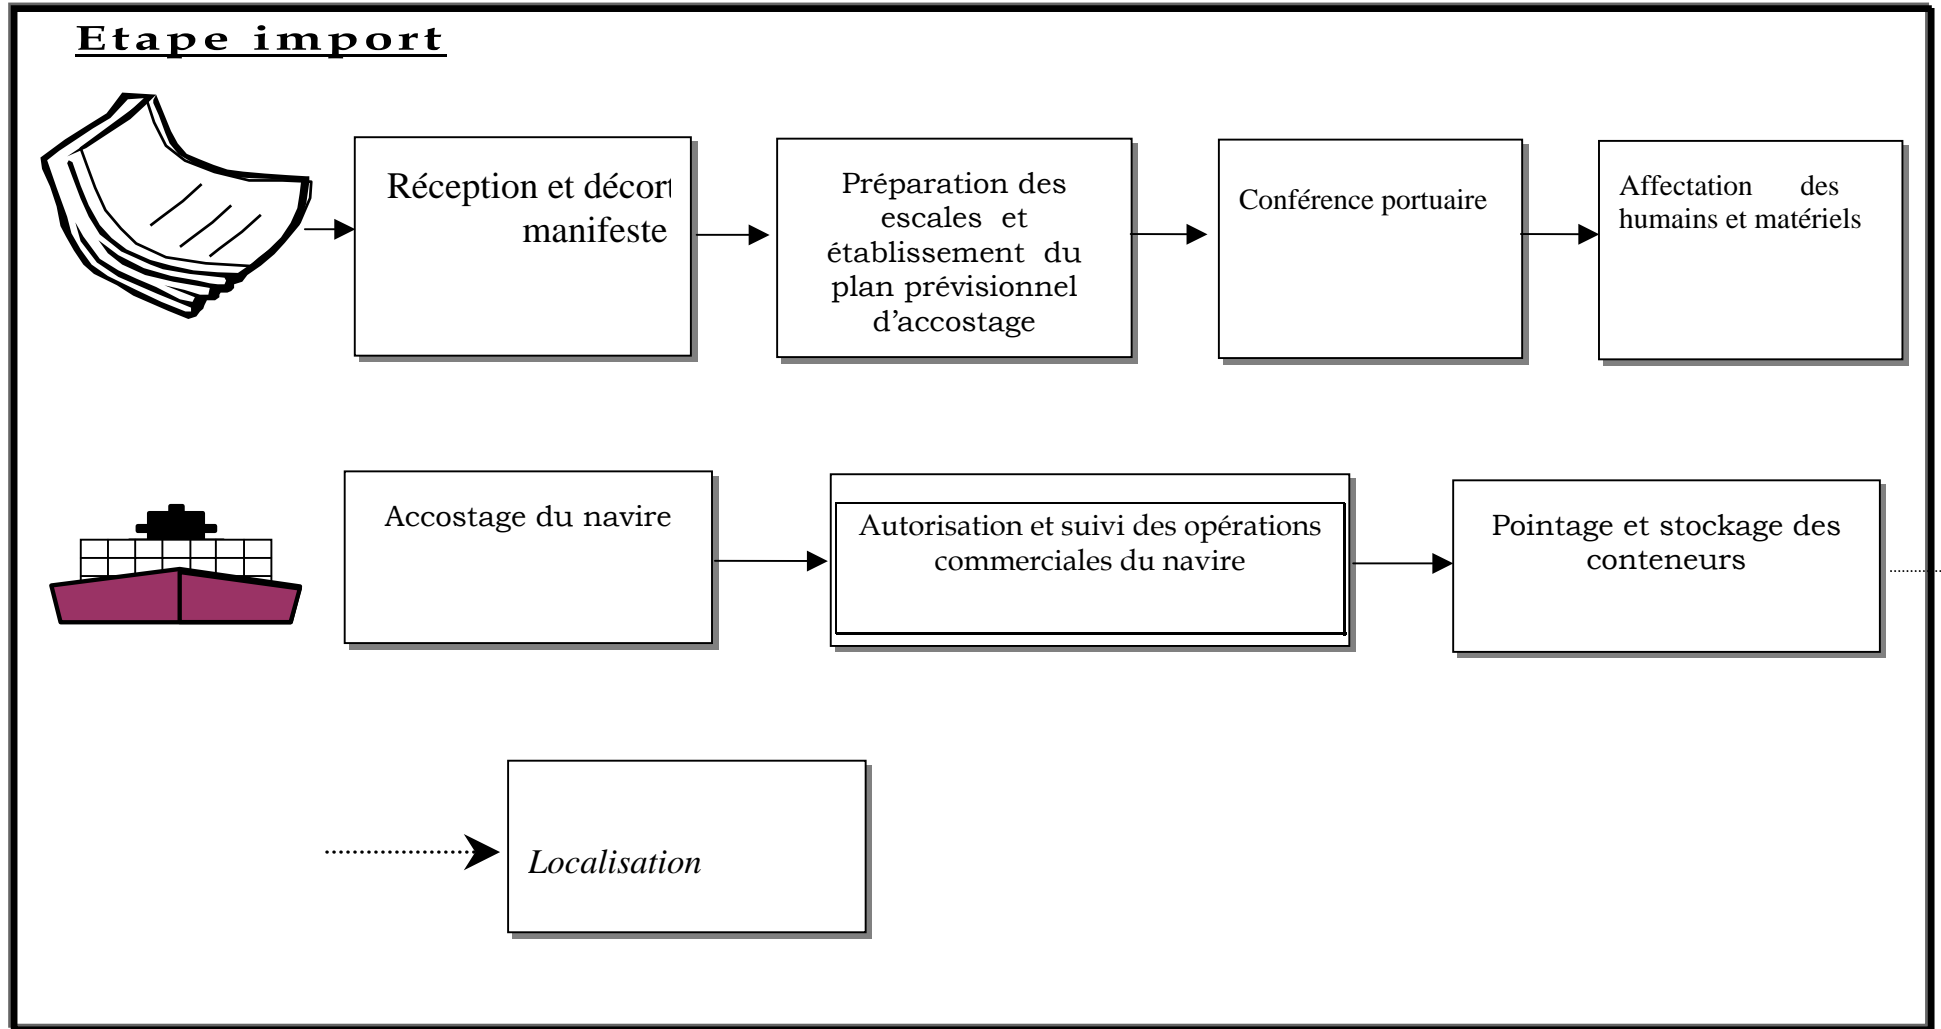 Etape import
Réception et décort
manifeste
Préparation des
escales et
établissement du
plan prévisionnel
d’accostage
Conférence portuaire
Affectation des
humains et matériels
Accostage du navire
Autorisation et suivi des opérations
commerciales du navire
Pointage et stockage des
conteneurs
Localisation